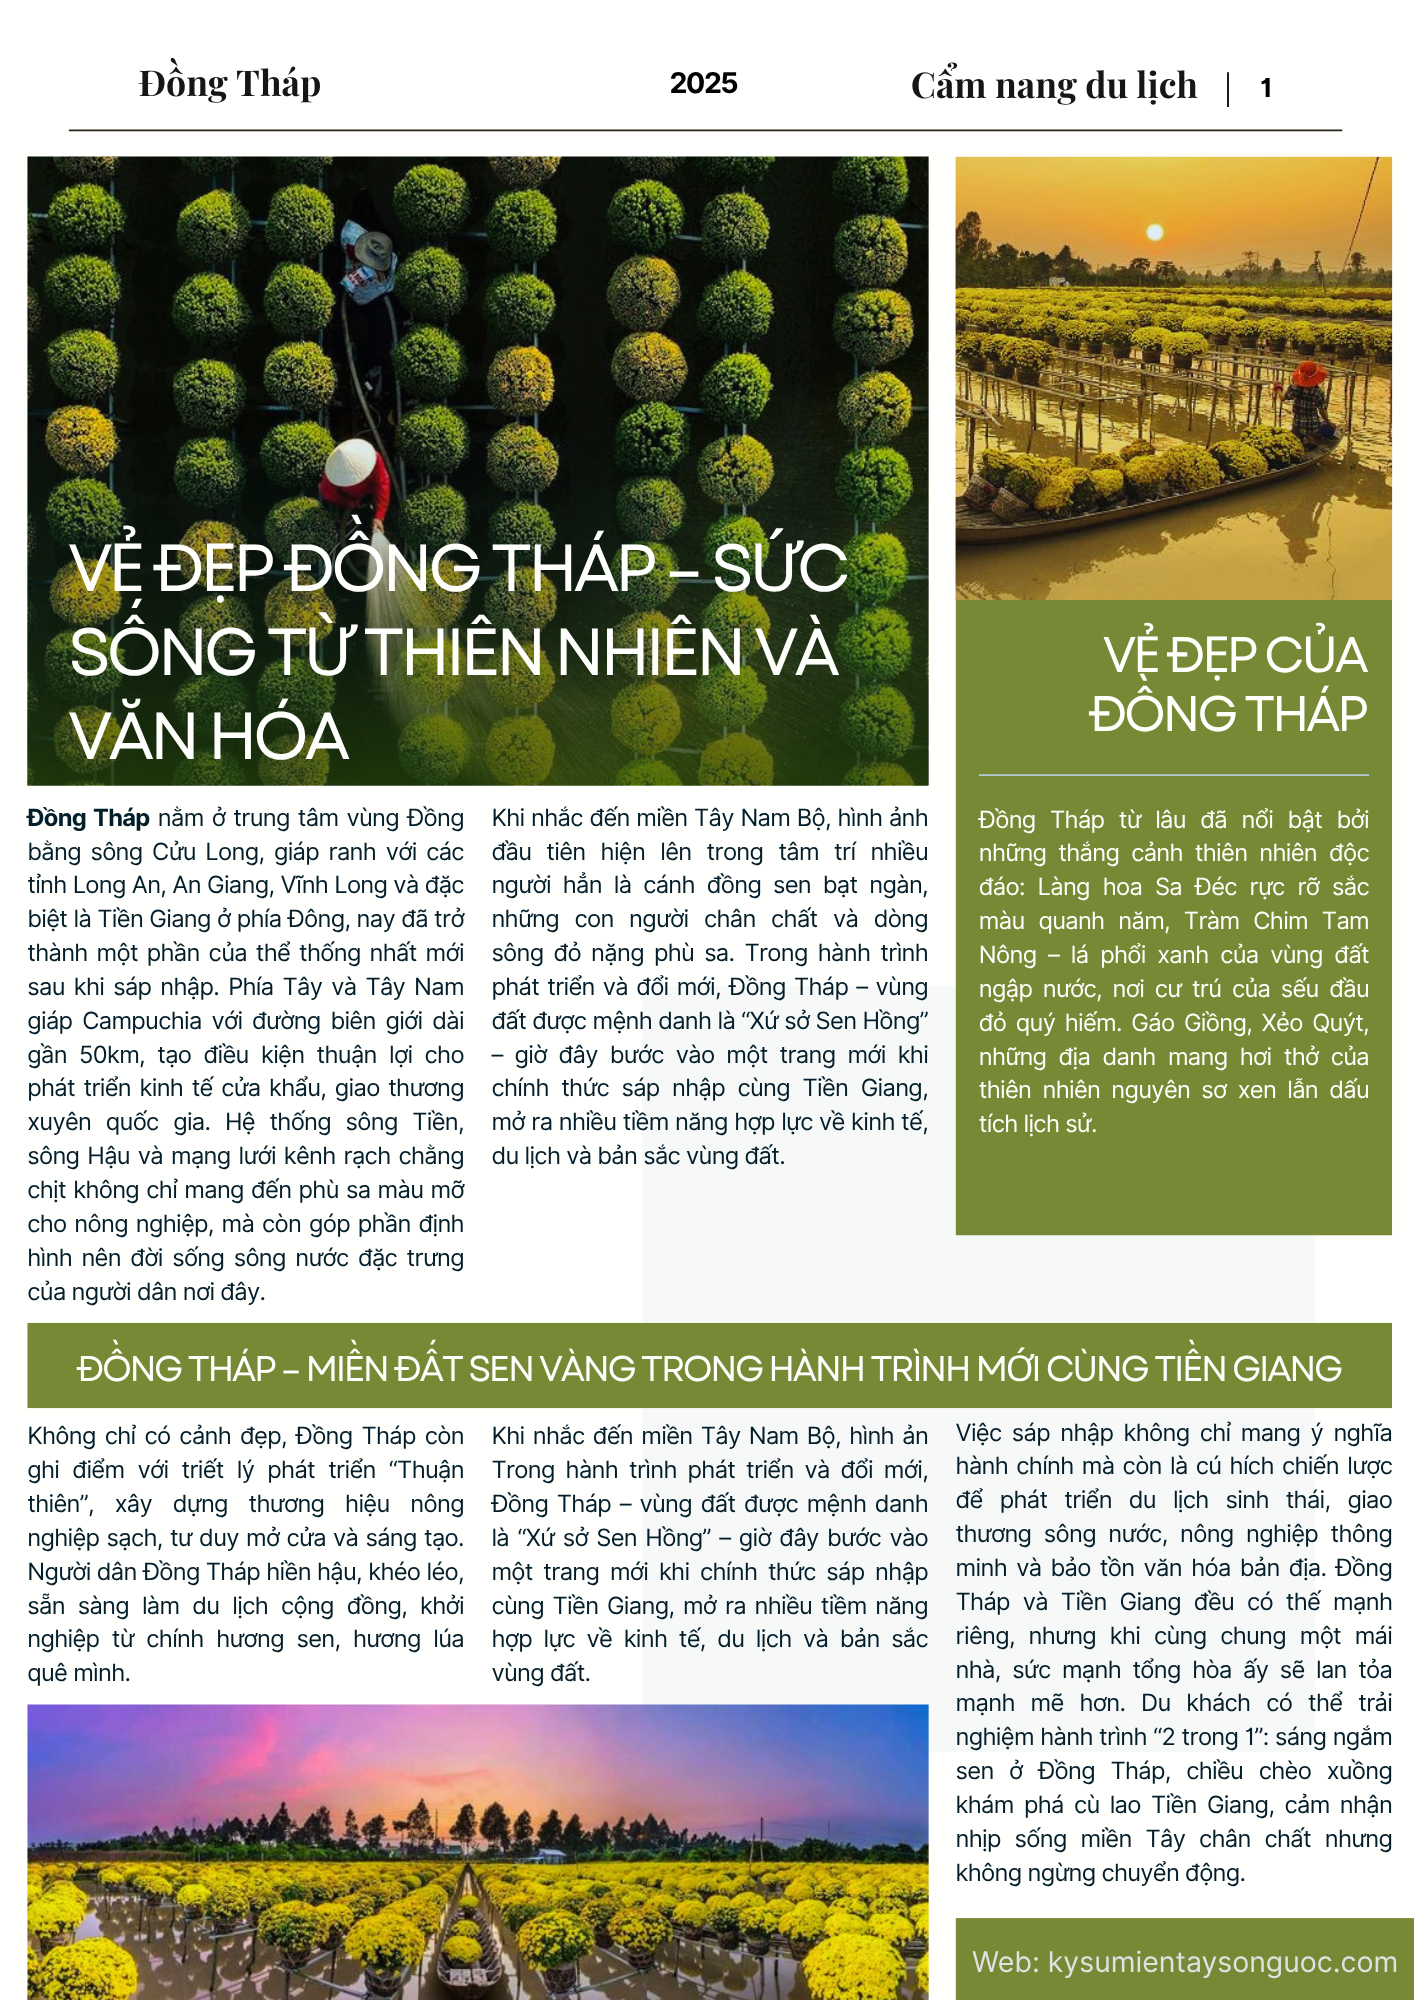 Đồng Tháp
2025
Cẩm nang du lịch | 1
VẺ ĐẸP ĐỒNG THÁP – SỨC
SỐNG TỪ THIÊN NHIÊN VÀ
VĂN HÓA
Đồng Tháp nằm ở trung tâm vùng Đồng
bằng sông Cửu Long, giáp ranh với các
tỉnh Long An, An Giang, Vĩnh Long và đặc
biệt là Tiền Giang ở phía Đông, nay đã trở
thành một phần của thể thống nhất mới
sau khi sáp nhập. Phía Tây và Tây Nam
giáp Campuchia với đường biên giới dài
gần 50km, tạo điều kiện thuận lợi cho
phát triển kinh tế cửa khẩu, giao thương
xuyên quốc gia. Hệ thống sông Tiền,
sông Hậu và mạng lưới kênh rạch chằng
chịt không chỉ mang đến phù sa màu mỡ
cho nông nghiệp, mà còn góp phần định
hình nên đời sống sông nước đặc trưng
của người dân nơi đây.
Khi nhắc đến miền Tây Nam Bộ, hình ảnh
đầu tiên hiện lên trong tâm trí nhiều
người hẳn là cánh đồng sen bạt ngàn,
những con người chân chất và dòng
sông đỏ nặng phù sa. Trong hành trình
phát triển và đổi mới, Đồng Tháp – vùng
đất được mệnh danh là “Xứ sở Sen Hồng”
– giờ đây bước vào một trang mới khi
chính thức sáp nhập cùng Tiền Giang,
mở ra nhiều tiềm năng hợp lực về kinh tế,
du lịch và bản sắc vùng đất.
VẺ ĐẸP CỦA
ĐỒNG THÁP
Đồng Tháp từ lâu đã nổi bật bởi
những thắng cảnh thiên nhiên độc
đáo: Làng hoa Sa Đéc rực rỡ sắc
màu quanh năm, Tràm Chim Tam
Nông – lá phổi xanh của vùng đất
ngập nước, nơi cư trú của sếu đầu
đỏ quý hiếm. Gáo Giồng, Xẻo Quýt,
những địa danh mang hơi thở của
thiên nhiên nguyên sơ xen lẫn dấu
tích lịch sử.
ĐỒNG THÁP – MIỀN ĐẤT SEN VÀNG TRONG HÀNH TRÌNH MỚI CÙNG TIỀN GIANG
Không chỉ có cảnh đẹp, Đồng Tháp còn
ghi điểm với triết lý phát triển “Thuận
thiên”, xây dựng thương hiệu nông
nghiệp sạch, tư duy mở cửa và sáng tạo.
Người dân Đồng Tháp hiền hậu, khéo léo,
sẵn sàng làm du lịch cộng đồng, khởi
nghiệp từ chính hương sen, hương lúa
quê mình.
Khi nhắc đến miền Tây Nam Bộ, hình ản
Trong hành trình phát triển và đổi mới,
Đồng Tháp – vùng đất được mệnh danh
là “Xứ sở Sen Hồng” – giờ đây bước vào
một trang mới khi chính thức sáp nhập
cùng Tiền Giang, mở ra nhiều tiềm năng
hợp lực về kinh tế, du lịch và bản sắc
vùng đất.
Việc sáp nhập không chỉ mang ý nghĩa
hành chính mà còn là cú hích chiến lược
để phát triển du lịch sinh thái, giao
thương sông nước, nông nghiệp thông
minh và bảo tồn văn hóa bản địa. Đồng
Tháp và Tiền Giang đều có thế mạnh
riêng, nhưng khi cùng chung một mái
nhà, sức mạnh tổng hòa ấy sẽ lan tỏa
mạnh mẽ hơn. Du khách có thể trải
nghiệm hành trình “2 trong 1”: sáng ngắm
sen ở Đồng Tháp, chiều chèo xuồng
khám phá cù lao Tiền Giang, cảm nhận
nhịp sống miền Tây chân chất nhưng
không ngừng chuyển động.
Web: kysumientaysonguoc.com